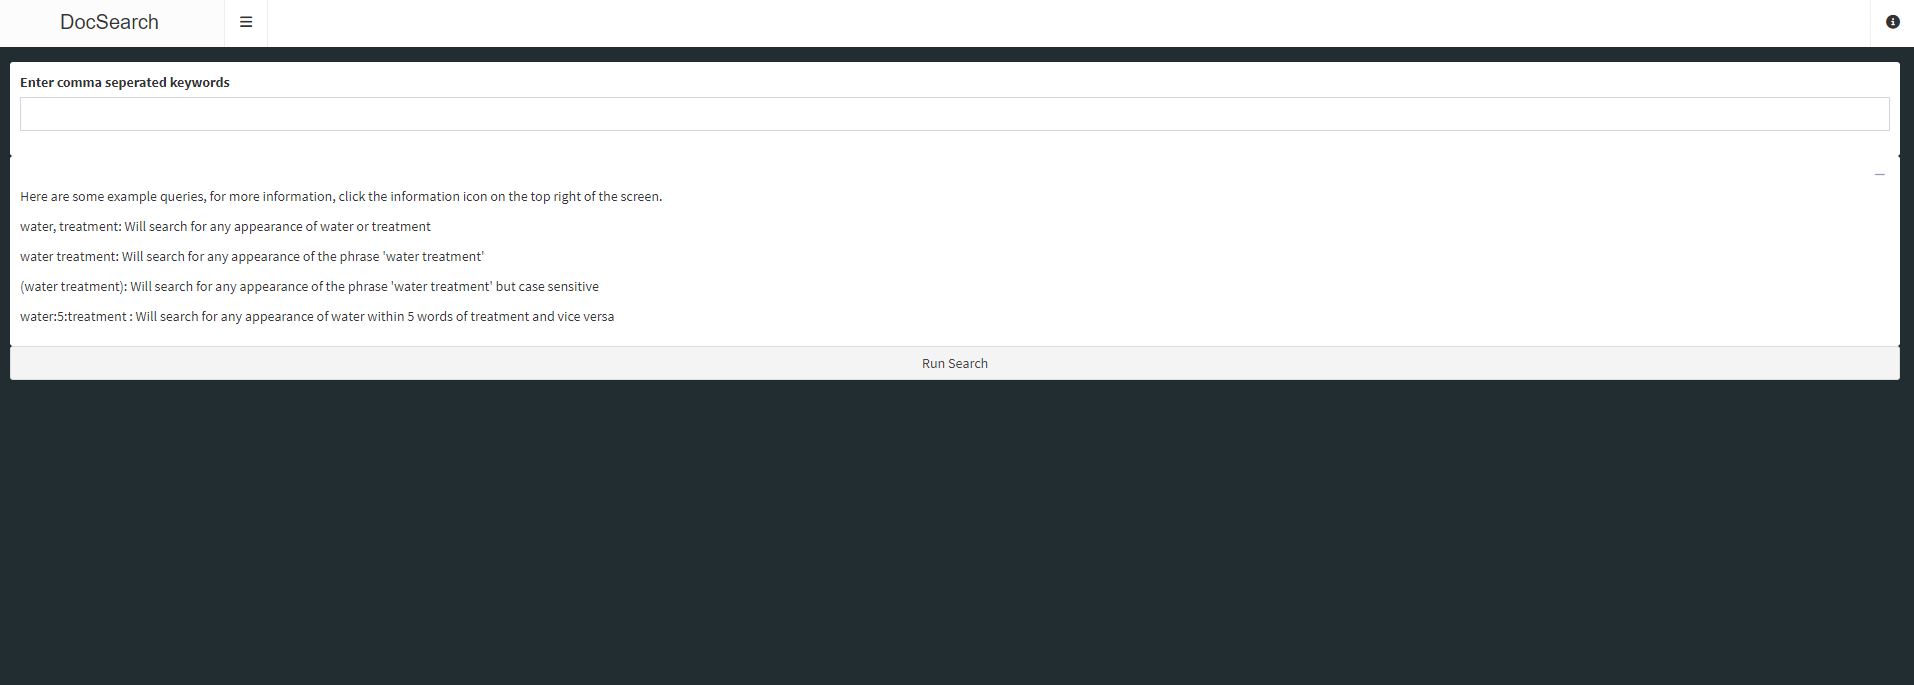 DocSearch
Enter comma seperated keywords
Here are some example queries, for more information, click the information icon on the top right of the screen.
water, treatment: Will search for any appearance of water or treatment
water treatment: Will search for any appearance of the phrase 'water treatment'
(water treatment): Will search for any appearance of the phrase 'water treatment' but case sensitive
water:5:treatment : Will search for any appearance of water within 5 words of treatment and vice versa
Run Search